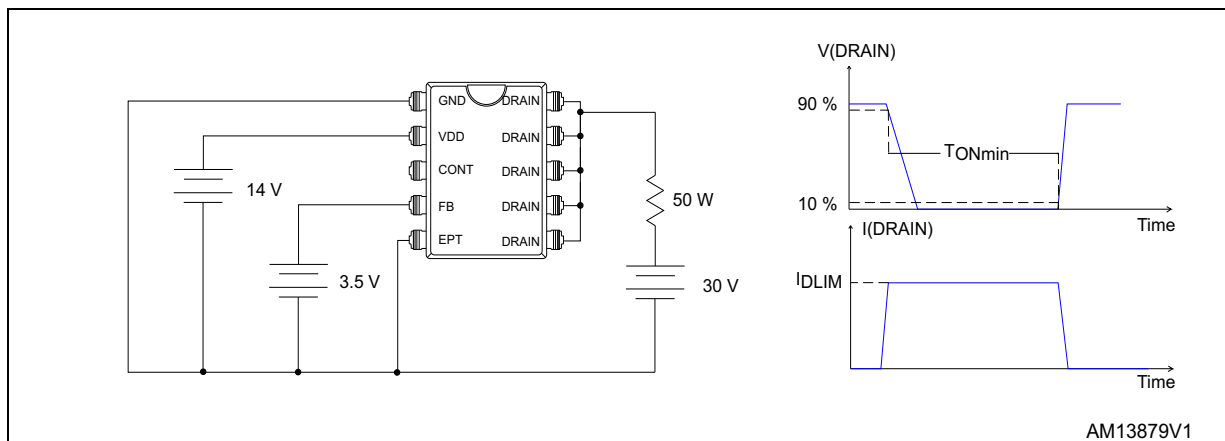 GND DRAIN
VDD DRAIN
CONT DRAIN
FB DRAIN
EPT DRAIN
14 V
3.5 V
50 W
30 V
V(DRAIN)
90 %
TONmin
10 %
Time
I(DRAIN)
IDLIM
Time
AM13879V1